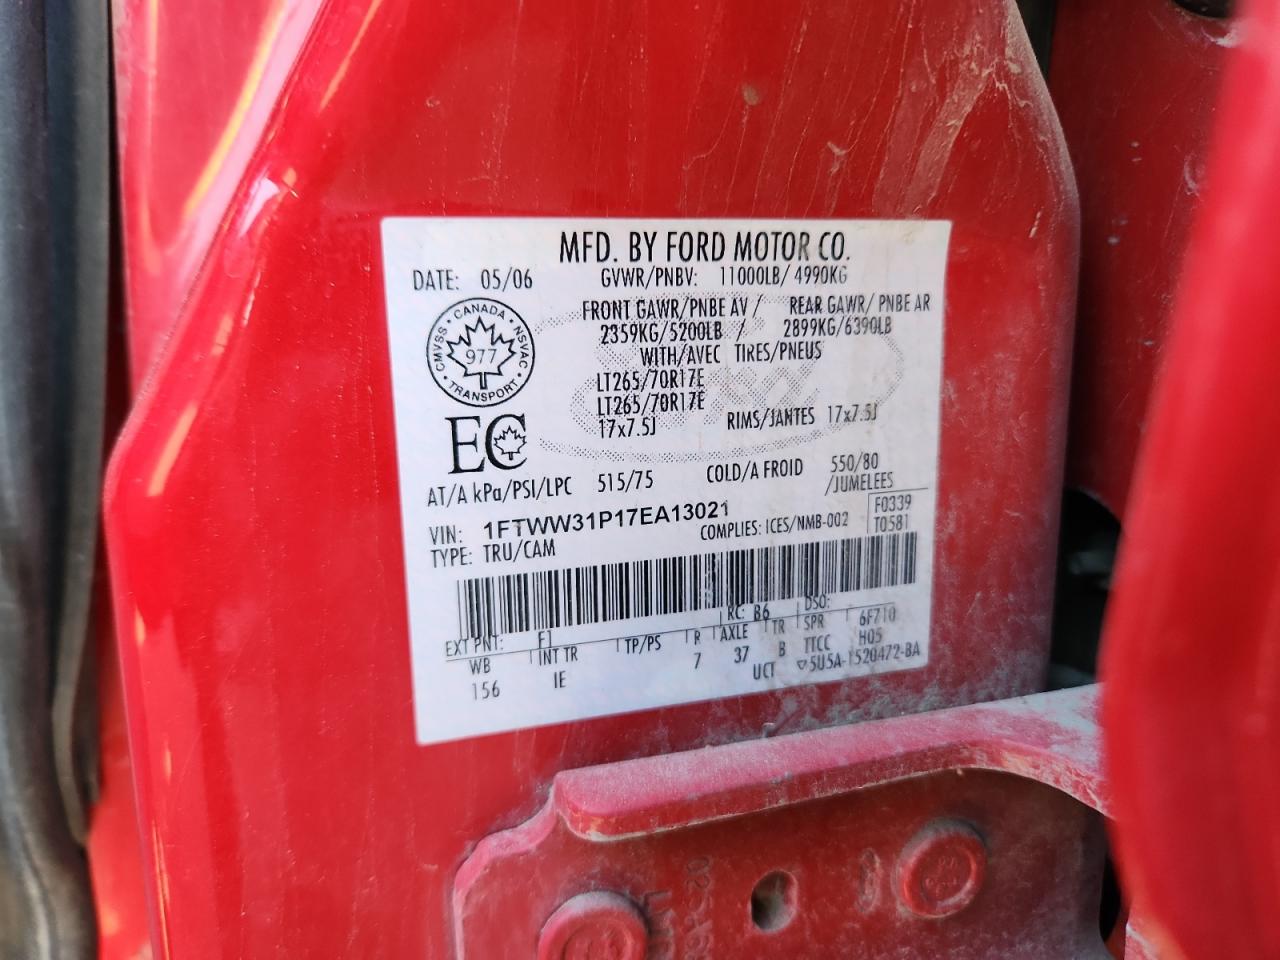 MFD. BY FORD MOTOR CO.
DATE: 05/06 GVWR/PNBV: 11000LB/ 4990KG
FRONT GAWR/PNBE AV / REAR GAWR/ PNBE AR
2359KG/5200LB / 2899KG/6390LB
WITH/AVEC TIRES/PNEUS
LT265/70R17E
LT265/70R17E
17x7.5J RIMS/JANTES 17x7.5J
CANADA
CMVSS · NSVAC
977
TRANSPORT
EC
AT/A kPa/PSI/LPC 515/75 COLD/A FROID 550/80
/JUMELEES
VIN: 1FTWW31P17EA13021
COMPLIES: ICES/NMB-002
F0339
T0581
TYPE: TRU/CAM
EXT PNT: F1 RC: B6 DSO:
WB INT TR TP/PS R AXLE TR SPR 6F710
156 IE 7 37 B TTCC H05
UCT ▽5U5A-1520472-BA